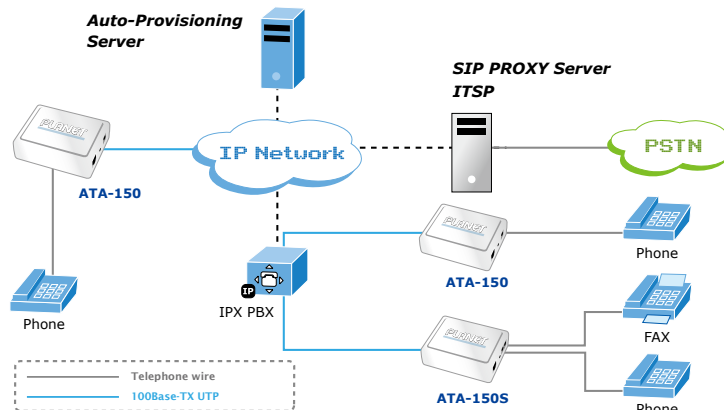 Auto-Provisioning
Server
SIP PROXY Server
ITSP
PLANET
IP Network
PSTN
ATA-150
PLANET
Phone
ATA-150
IP
IPX PBX
Phone
PLANET
FAX
ATA-150S
Phone
Telephone wire
100Base-TX UTP